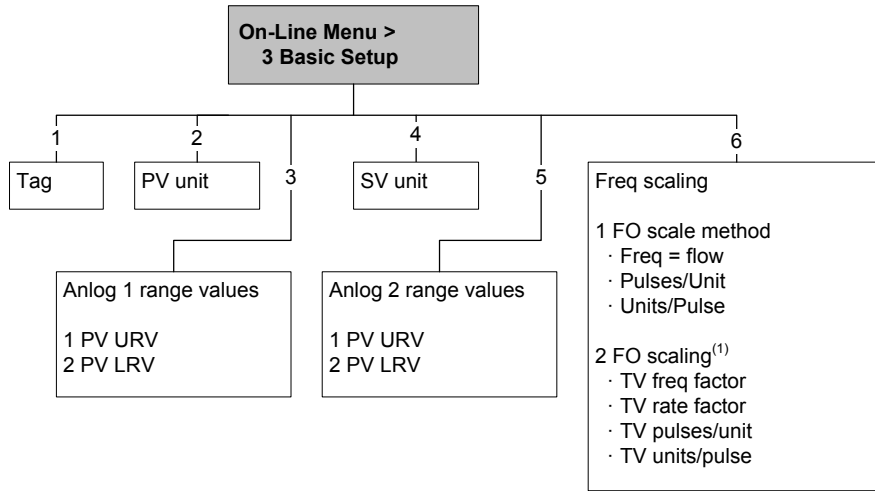 On-Line Menu >
3 Basic Setup
1
2
3
4
5
6
Tag
PV unit
SV unit
Anlog 1 range values
1 PV URV
2 PV LRV
Anlog 2 range values
1 PV URV
2 PV LRV
Freq scaling
1 FO scale method
· Freq = flow
· Pulses/Unit
· Units/Pulse
2 FO scaling(1)
· TV freq factor
· TV rate factor
· TV pulses/unit
· TV units/pulse